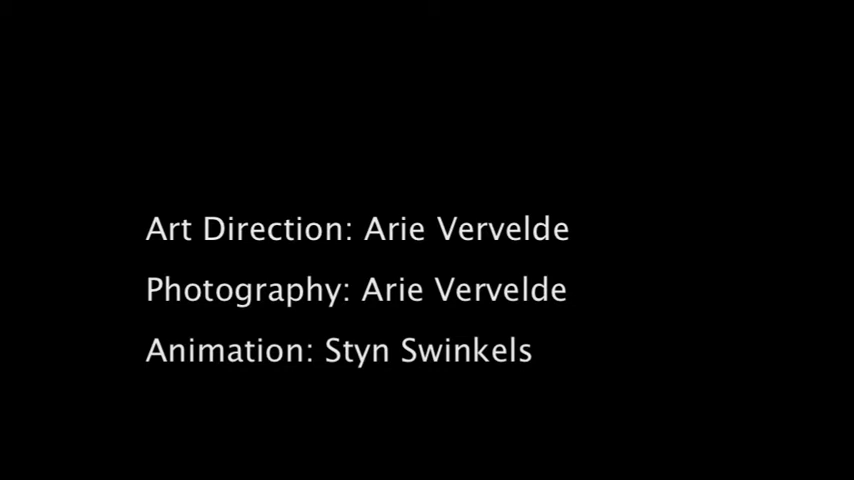 Art Direction: Arie Vervelde
Photography: Arie Vervelde
Animation: Styn Swinkels